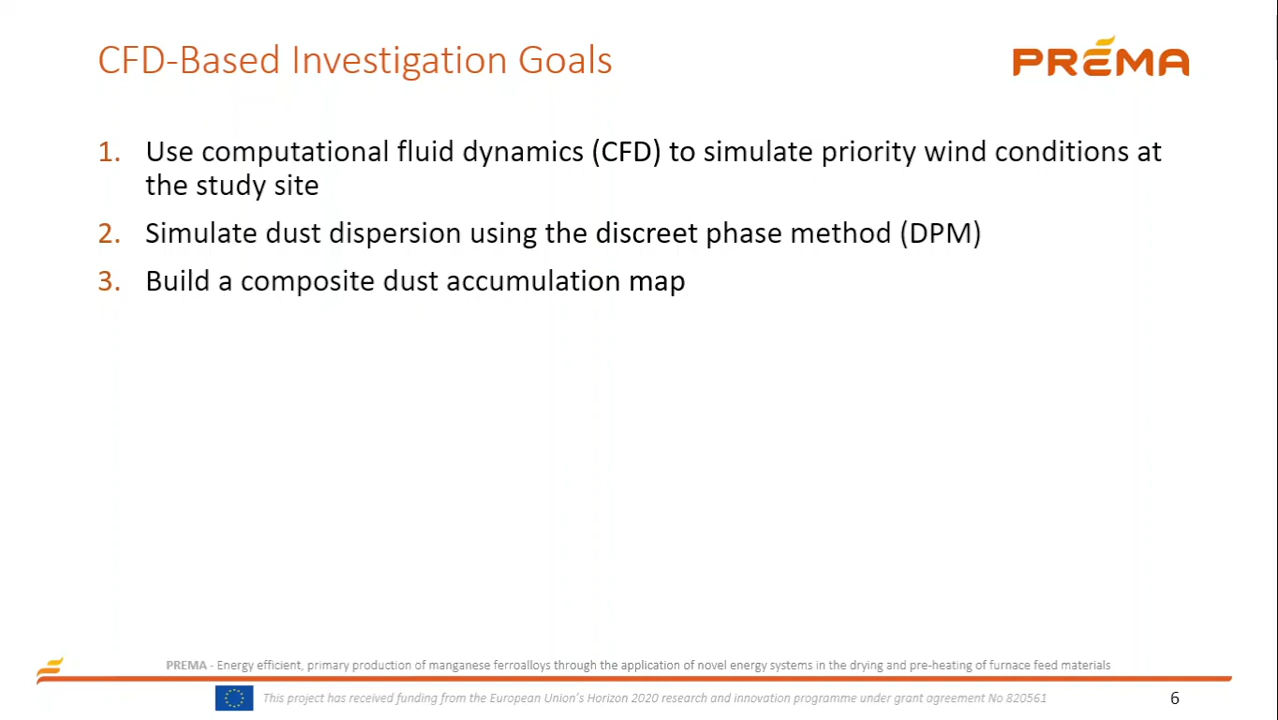 CFD-Based Investigation Goals
PRÉMA
1. Use computational fluid dynamics (CFD) to simulate priority wind conditions at
the study site
2. Simulate dust dispersion using the discreet phase method (DPM)
3. Build a composite dust accumulation map
PREMA - Energy efficient, primary production of manganese ferroalloys through the application of novel energy systems in the drying and pre-heating of furnace feed materials
This project has received funding from the European Union's Horizon 2020 research and innovation programme under grant agreement No 820561
6